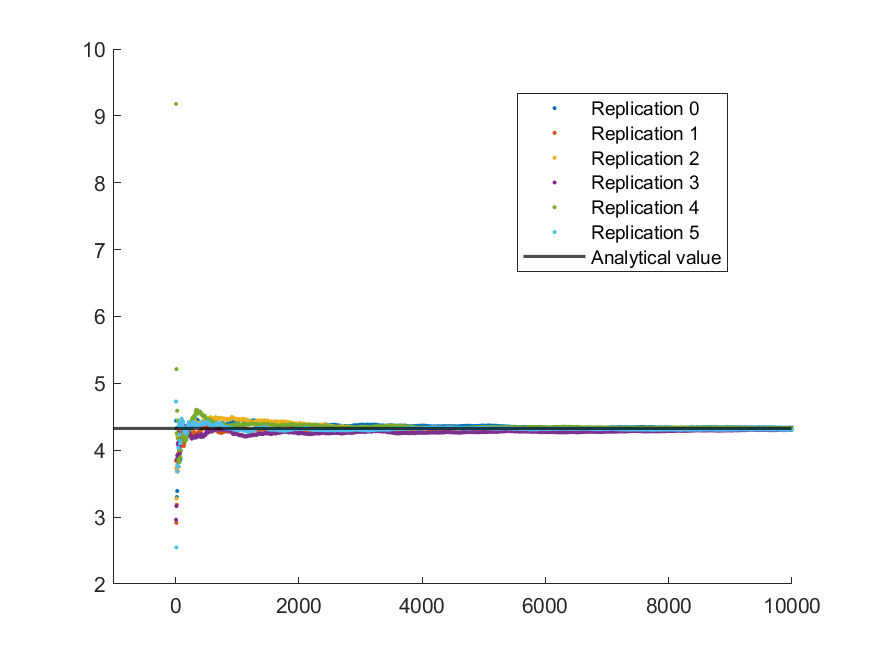 10
9
8
7
6
5
4
3
2
0
2000
4000
6000
8000
10000
Replication 0
Replication 1
Replication 2
Replication 3
Replication 4
Replication 5
Analytical value